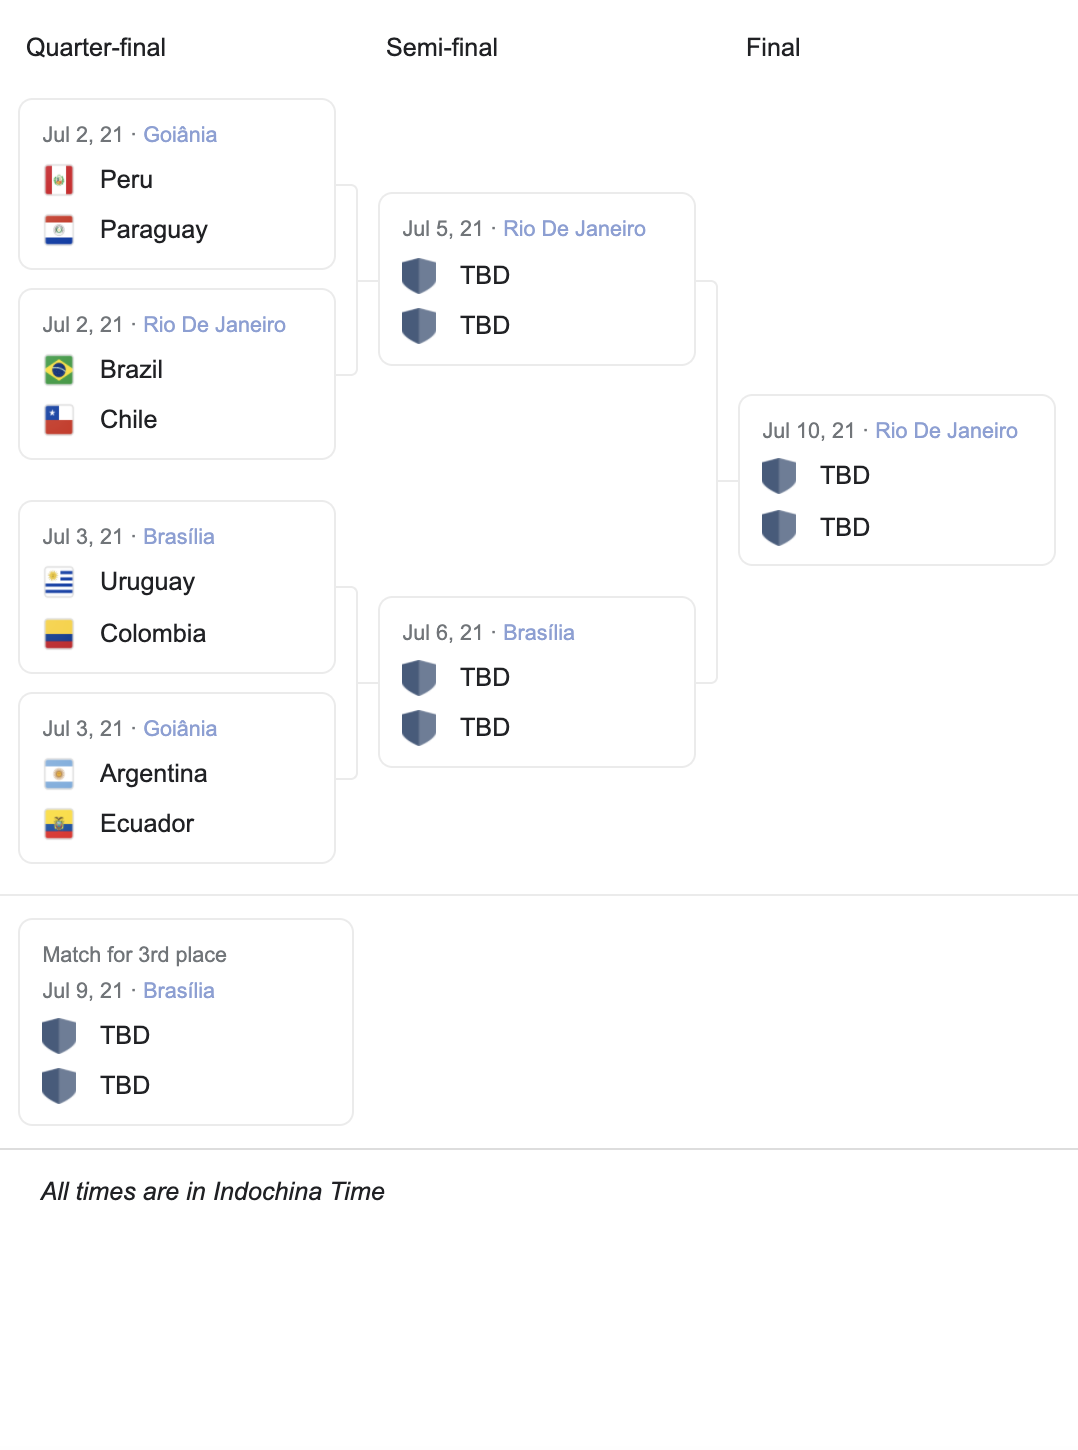 Quarter-final
Semi-final
Final
Jul 2, 21 · Goiânia
Peru
Paraguay
Jul 2, 21 · Rio De Janeiro
Brazil
Chile
Jul 3, 21 · Brasília
Uruguay
Colombia
Jul 3, 21 · Goiânia
Argentina
Ecuador
Jul 5, 21 · Rio De Janeiro
TBD
TBD
Jul 6, 21 · Brasília
TBD
TBD
Jul 10, 21 · Rio De Janeiro
TBD
TBD
Match for 3rd place
Jul 9, 21 · Brasília
TBD
TBD
All times are in Indochina Time